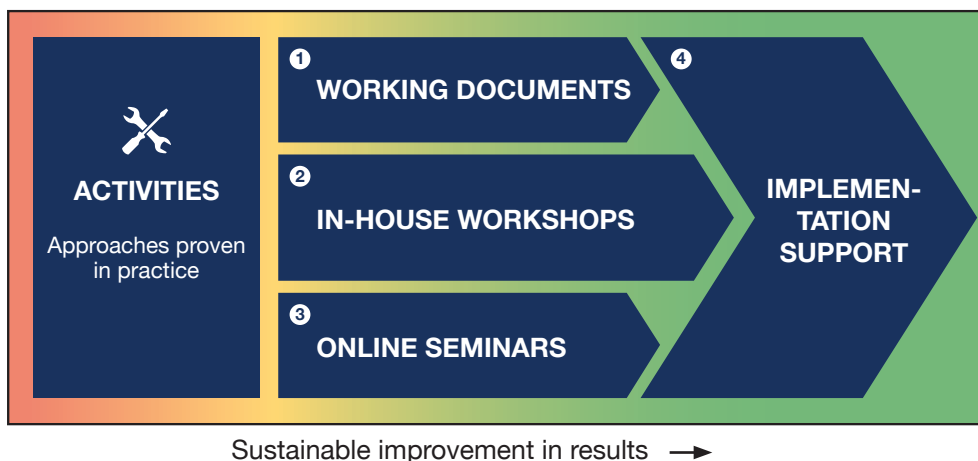 ACTIVITIES
Approaches proven
in practice
1
WORKING DOCUMENTS
2
IN-HOUSE WORKSHOPS
3
ONLINE SEMINARS
4
IMPLEMEN-
TATION
SUPPORT
Sustainable improvement in results →